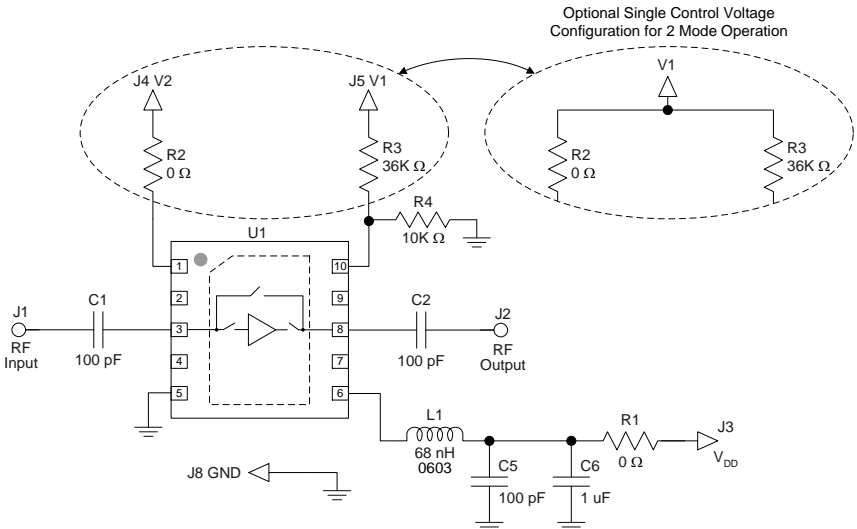 Optional Single Control Voltage
Configuration for 2 Mode Operation
J4 V2
J5 V1
V1
R2
0 Ω
R3
36K Ω
R2
0 Ω
R3
36K Ω
R4
10K Ω
U1
1
10
2
9
J1
C1
3
8
C2
J2
RF
Input
100 pF
100 pF
RF
Output
4
7
5
6
L1
68 nH
0603
R1
0 Ω
J3
VDD
J8 GND
C5
100 pF
C6
1 uF